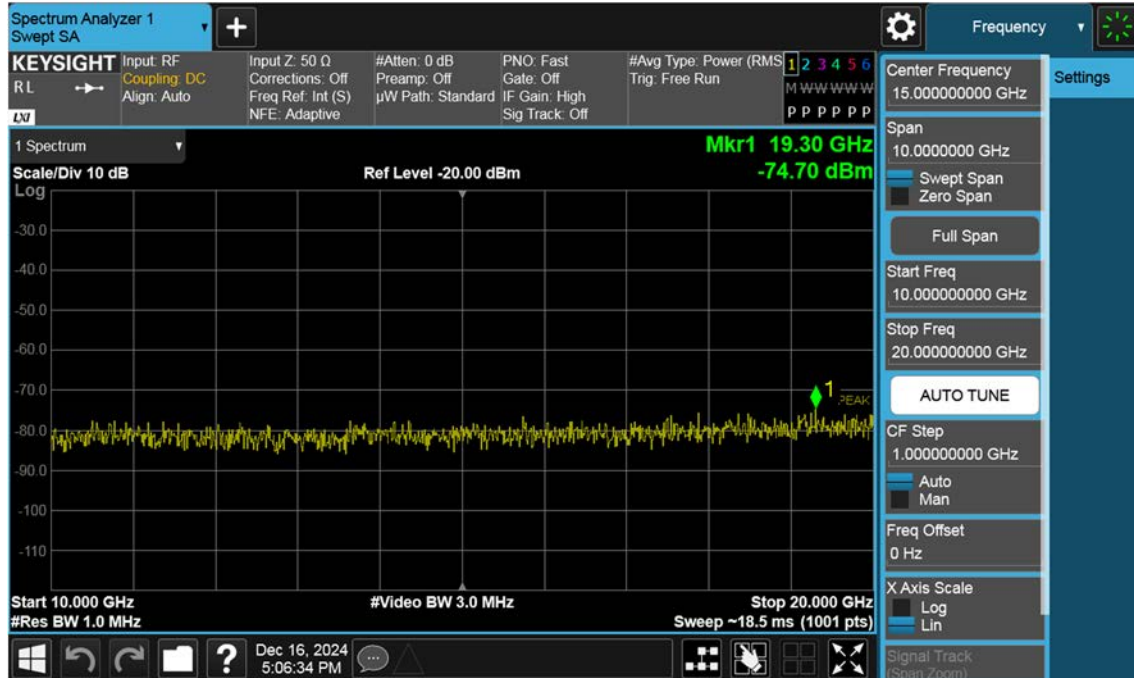 Spectrum Analyzer 1
Swept SA
Frequency
KEYSIGHT
R L
LXI
Input: RF
Coupling: DC
Align: Auto
Input Z: 50 Ω
Corrections: Off
Freq Ref: Int (S)
NFE: Adaptive
#Atten: 0 dB
Preamp: Off
µW Path: Standard
PNO: Fast
Gate: Off
IF Gain: High
Sig Track: Off
#Avg Type: Power (RMS
Trig: Free Run
1 2 3 4 5 6
M W W W W W
P P P P P P
1 Spectrum
Scale/Div 10 dB
Ref Level -20.00 dBm
Mkr1 19.30 GHz
-74.70 dBm
Log
-30.0
-40.0
-50.0
-60.0
-70.0
-80.0
-90.0
-100
-110
1
PEAK
Start 10.000 GHz
#Video BW 3.0 MHz
Stop 20.000 GHz
#Res BW 1.0 MHz
Sweep ~18.5 ms (1001 pts)
Dec 16, 2024
5:06:34 PM
Center Frequency
15.000000000 GHz
Settings
Span
10.0000000 GHz
Swept Span
Zero Span
Full Span
Start Freq
10.000000000 GHz
Stop Freq
20.000000000 GHz
AUTO TUNE
CF Step
1.000000000 GHz
Auto
Man
Freq Offset
0 Hz
X Axis Scale
Log
Lin
Signal Track
(Span Zoom)